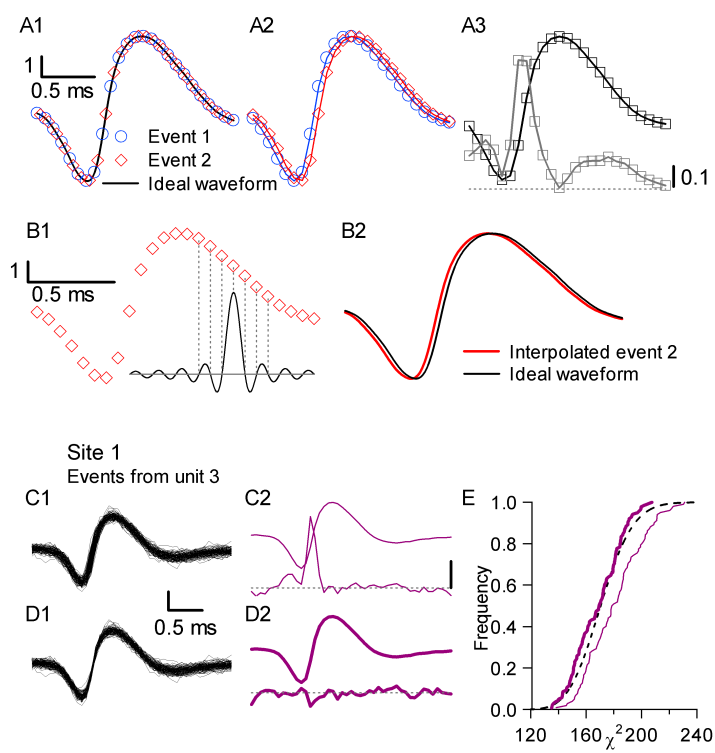 A1
A2
A3
1
0.5 ms
Event 1
Event 2
Ideal waveform
0.1
B1
B2
1
0.5 ms
Interpolated event 2
Ideal waveform
Site 1
Events from unit 3
C1
C2
E
D1
0.5 ms
D2
Frequency
1.0
0.8
0.6
0.4
0.2
0.0
120
160
χ²
200
240